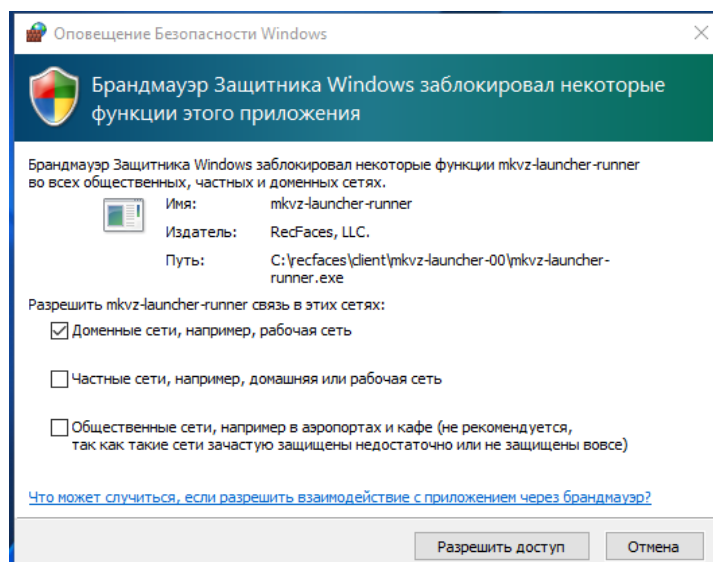 Оповещение Безопасности Windows
Брандмауэр Защитника Windows заблокировал некоторые
функции этого приложения
Брандмауэр Защитника Windows заблокировал некоторые функции mkvz-launcher-runner
во всех общественных, частных и доменных сетях.
Имя: mkvz-launcher-runner
Издатель: RecFaces, LLC.
Путь: C:\recfaces\client\mkvz-launcher-00\mkvz-launcher-
runner.exe
Разрешить mkvz-launcher-runner связь в этих сетях:
Доменные сети, например, рабочая сеть
Частные сети, например, домашняя или рабочая сеть
Общественные сети, например в аэропортах и кафе (не рекомендуется,
так как такие сети зачастую защищены недостаточно или не защищены вовсе)
Что может случиться, если разрешить взаимодействие с приложением через брандмауэр?
Разрешить доступ Отмена